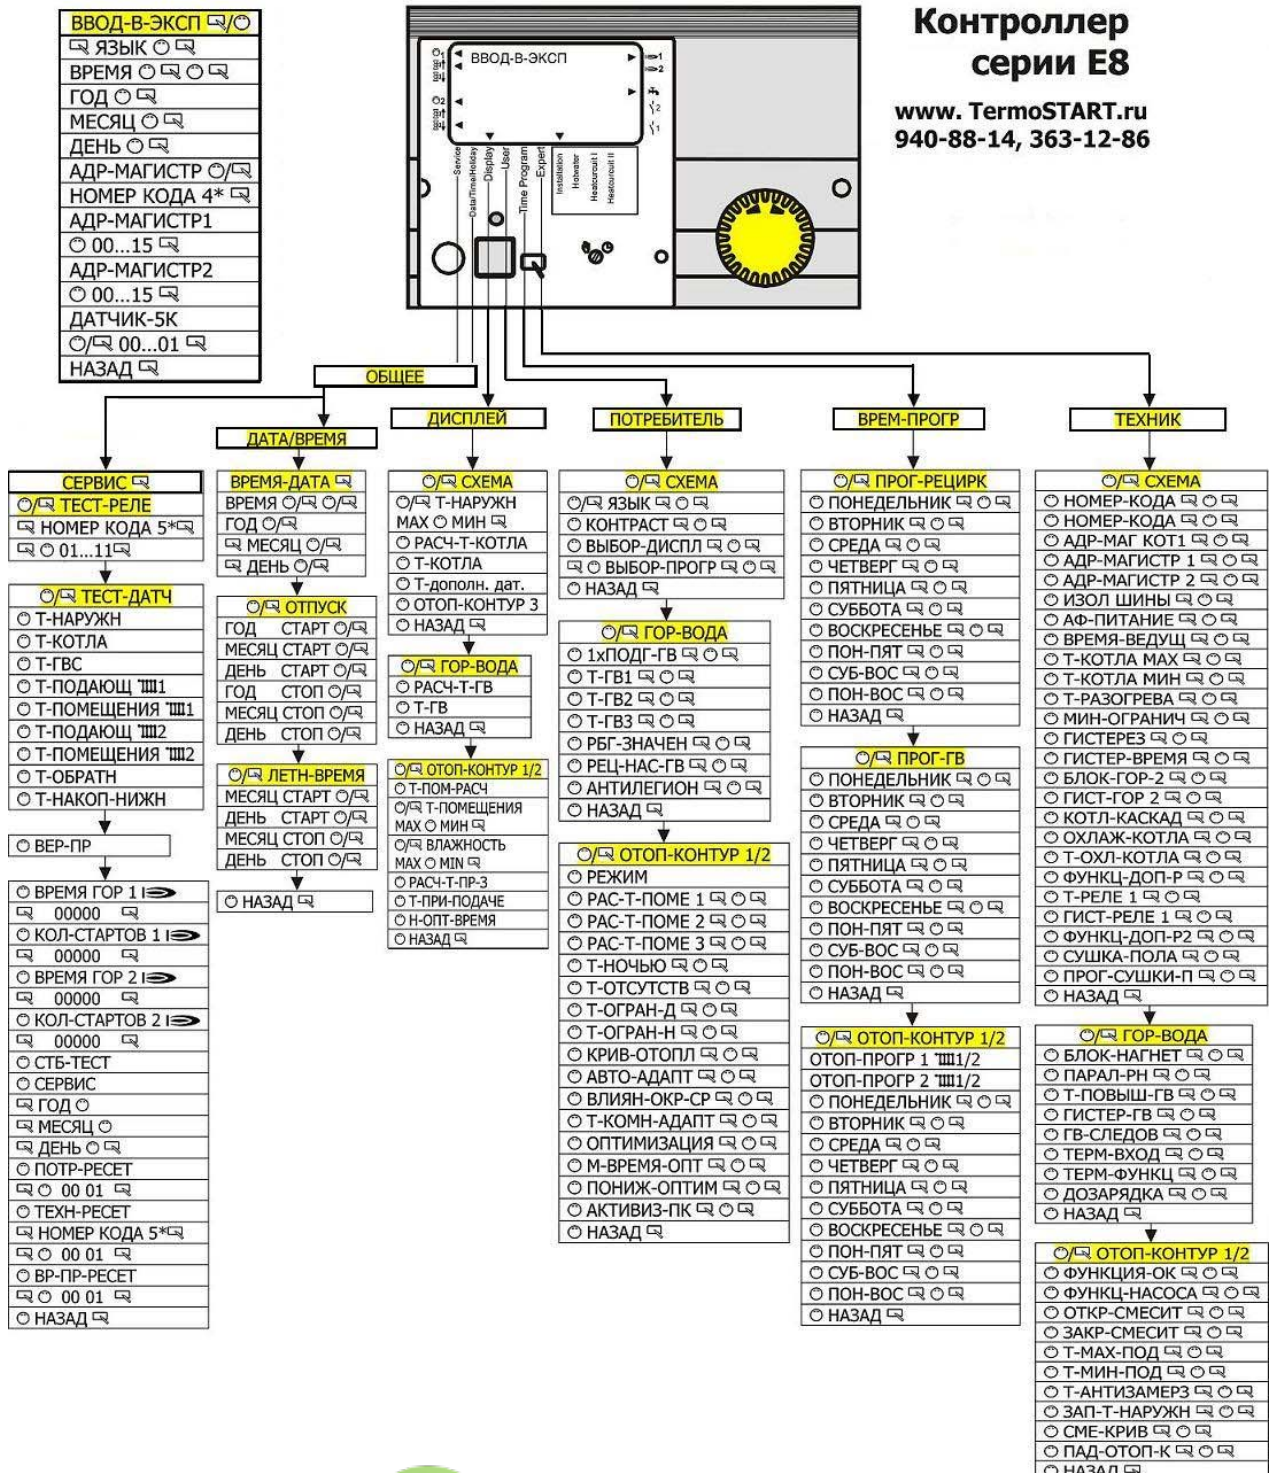 ВВОД-В-ЭКСП /
ЯЗЫК
ВРЕМЯ
ГОД
МЕСЯЦ
ДЕНЬ
АДР-МАГИСТР /
НОМЕР КОДА 4*
АДР-МАГИСТР1
00...15
АДР-МАГИСТР2
00...15
ДАТЧИК-5К
/ 00...01
НАЗАД
ВВОД-В-ЭКСП
1
2
1
2
2
1
Service
Data/Time/Holiday
Display
User
Time Program
Expert
Installation
Hotwater
Heatcurcuit I
Heatcurcuit II
Контроллер
серии E8
www. TermoSTART.ru
940-88-14, 363-12-86
ОБЩЕЕ
СЕРВИС
/ ТЕСТ-РЕЛЕ
НОМЕР КОДА 5*
01...11
/ ТЕСТ-ДАТЧ
Т-НАРУЖН
Т-КОТЛА
Т-ГВС
Т-ПОДАЮЩ 1
Т-ПОМЕЩЕНИЯ 1
Т-ПОДАЮЩ 2
Т-ПОМЕЩЕНИЯ 2
Т-ОБРАТН
Т-НАКОП-НИЖН
ВЕР-ПР
ВРЕМЯ ГОР 1
00000
КОЛ-СТАРТОВ 1
00000
ВРЕМЯ ГОР 2
00000
КОЛ-СТАРТОВ 2
00000
СТБ-ТЕСТ
СЕРВИС
ГОД
МЕСЯЦ
ДЕНЬ
ПОТР-РЕСЕТ
00 01
ТЕХН-РЕСЕТ
НОМЕР КОДА 5*
00 01
ВР-ПР-РЕСЕТ
00 01
НАЗАД
ДАТА/ВРЕМЯ
ВРЕМЯ-ДАТА
ВРЕМЯ / /
ГОД /
МЕСЯЦ /
ДЕНЬ /
/ ОТПУСК
ГОД СТАРТ /
МЕСЯЦ СТАРТ /
ДЕНЬ СТАРТ /
ГОД СТОП /
МЕСЯЦ СТОП /
ДЕНЬ СТОП /
/ ЛЕТН-ВРЕМЯ
МЕСЯЦ СТАРТ /
ДЕНЬ СТАРТ /
МЕСЯЦ СТОП /
ДЕНЬ СТОП /
НАЗАД
ДИСПЛЕЙ
/ СХЕМА
/ Т-НАРУЖН
МАХ МИН
РАСЧ-Т-КОТЛА
Т-КОТЛА
Т-дополн. дат.
ОТОП-КОНТУР 3
НАЗАД
/ ГОР-ВОДА
РАСЧ-Т-ГВ
Т-ГВ
НАЗАД
/ ОТОП-КОНТУР 1/2
Т-ПОМ-РАСЧ
/ Т-ПОМЕЩЕНИЯ
МАХ МИН
/ ВЛАЖНОСТЬ
МАХ MIN
РАСЧ-Т-ПР-З
Т-ПРИ-ПОДАЧЕ
Н-ОПТ-ВРЕМЯ
НАЗАД
ПОТРЕБИТЕЛЬ
/ СХЕМА
/ ЯЗЫК
КОНТРАСТ
ВЫБОР-ДИСПЛ
ВЫБОР-ПРОГР
НАЗАД
/ ГОР-ВОДА
1хПОДГ-ГВ
Т-ГВ1
Т-ГВ2
Т-ГВ3
РБГ-ЗНАЧЕН
РЕЦ-НАС-ГВ
АНТИЛЕГИОН
НАЗАД
/ ОТОП-КОНТУР 1/2
РЕЖИМ
РАС-Т-ПОМЕ 1
РАС-Т-ПОМЕ 2
РАС-Т-ПОМЕ 3
Т-НОЧЬЮ
Т-ОТСУТСТВ
Т-ОГРАН-Д
Т-ОГРАН-Н
КРИВ-ОТОПЛ
АВТО-АДАПТ
ВЛИЯН-ОКР-СР
Т-КОМН-АДАПТ
ОПТИМИЗАЦИЯ
М-ВРЕМЯ-ОПТ
ПОНИЖ-ОПТИМ
АКТИВИЗ-ПК
НАЗАД
ВРЕМ-ПРОГР
/ ПРОГ-РЕЦИРК
ПОНЕДЕЛЬНИК
ВТОРНИК
СРЕДА
ЧЕТВЕРГ
ПЯТНИЦА
СУББОТА
ВОСКРЕСЕНЬЕ
ПОН-ПЯТ
СУБ-ВОС
ПОН-ВОС
НАЗАД
/ ПРОГ-ГВ
ПОНЕДЕЛЬНИК
ВТОРНИК
СРЕДА
ЧЕТВЕРГ
ПЯТНИЦА
СУББОТА
ВОСКРЕСЕНЬЕ
ПОН-ПЯТ
СУБ-ВОС
ПОН-ВОС
НАЗАД
/ ОТОП-КОНТУР 1/2
ОТОП-ПРОГР 1 1/2
ОТОП-ПРОГР 2 1/2
ПОНЕДЕЛЬНИК
ВТОРНИК
СРЕДА
ЧЕТВЕРГ
ПЯТНИЦА
СУББОТА
ВОСКРЕСЕНЬЕ
ПОН-ПЯТ
СУБ-ВОС
ПОН-ВОС
НАЗАД
ТЕХНИК
/ СХЕМА
НОМЕР-КОДА
НОМЕР-КОДА
АДР-МАГ КОТ1
АДР-МАГИСТР 1
АДР-МАГИСТР 2
ИЗОЛ ШИНЫ
АФ-ПИТАНИЕ
ВРЕМЯ-ВЕДУЩ
Т-КОТЛА МАХ
Т-КОТЛА МИН
Т-РАЗОГРЕВА
МИН-ОГРАНИЧ
ГИСТЕРЕЗ
ГИСТЕР-ВРЕМЯ
БЛОК-ГОР-2
ГИСТ-ГОР 2
КОТЛ-КАСКАД
ОХЛАЖ-КОТЛА
Т-ОХЛ-КОТЛА
ФУНКЦ-ДОП-Р
Т-РЕЛЕ 1
ГИСТ-РЕЛЕ 1
ФУНКЦ-ДОП-Р2
СУШКА-ПОЛА
ПРОГ-СУШКИ-П
НАЗАД
/ ГОР-ВОДА
БЛОК-НАГНЕТ
ПАРАЛ-РН
Т-ПОВЫШ-ГВ
ГИСТЕР-ГВ
ГВ-СЛЕДОВ
ТЕРМ-ВХОД
ТЕРМ-ФУНКЦ
ДОЗАРЯДКА
НАЗАД
/ ОТОП-КОНТУР 1/2
ФУНКЦИЯ-ОК
ФУНКЦ-НАСОСА
ОТКР-СМЕСИТ
ЗАКР-СМЕСИТ
Т-МАХ-ПОД
Т-МИН-ПОД
Т-АНТИЗАМЕРЗ
ЗАП-Т-НАРУЖН
СМЕ-КРИВ
ПАД-ОТОП-К
НАЗАД